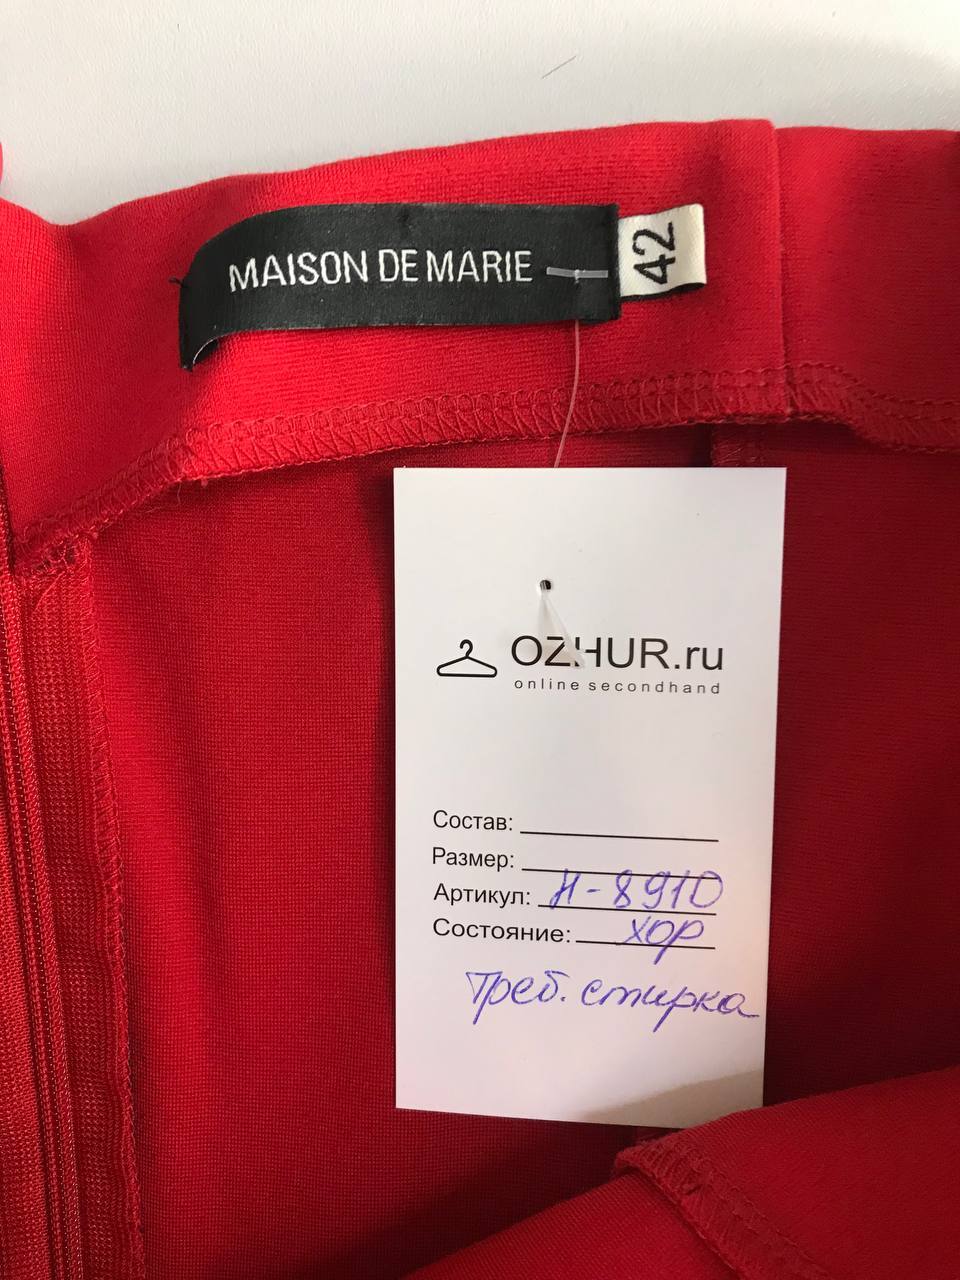 MAISON DE MARIE
42
OZHUR.ru
online secondhand
Состав:
Размер:
Артикул: Н-8910
Состояние: хор
Треб. стирка